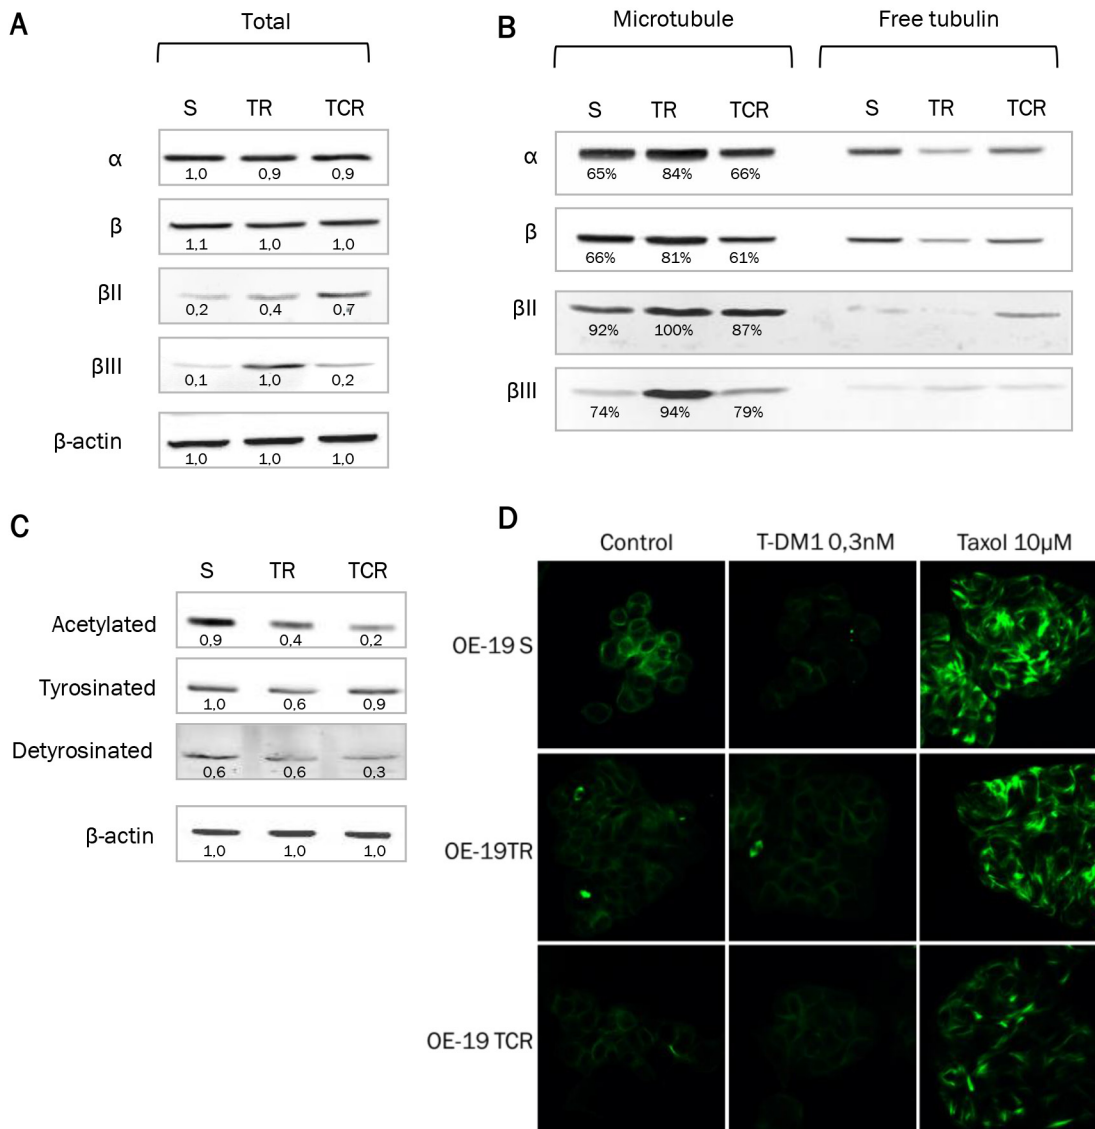 A
Total
S TR TCR
α
1,0 0,9 0,9
β
1,1 1,0 1,0
βII
0,2 0,4 0,7
βIII
0,1 1,0 0,2
β-actin
1,0 1,0 1,0
B
Microtubule Free tubulin
S TR TCR S TR TCR
α
65% 84% 66%
β
66% 81% 61%
βII
92% 100% 87%
βIII
74% 94% 79%
C
S TR TCR
Acetylated
0,9 0,4 0,2
Tyrosinated
1,0 0,6 0,9
Detyrosinated
0,6 0,6 0,3
β-actin
1,0 1,0 1,0
D
Control T-DM1 0,3nM Taxol 10µM
OE-19 S
OE-19TR
OE-19 TCR